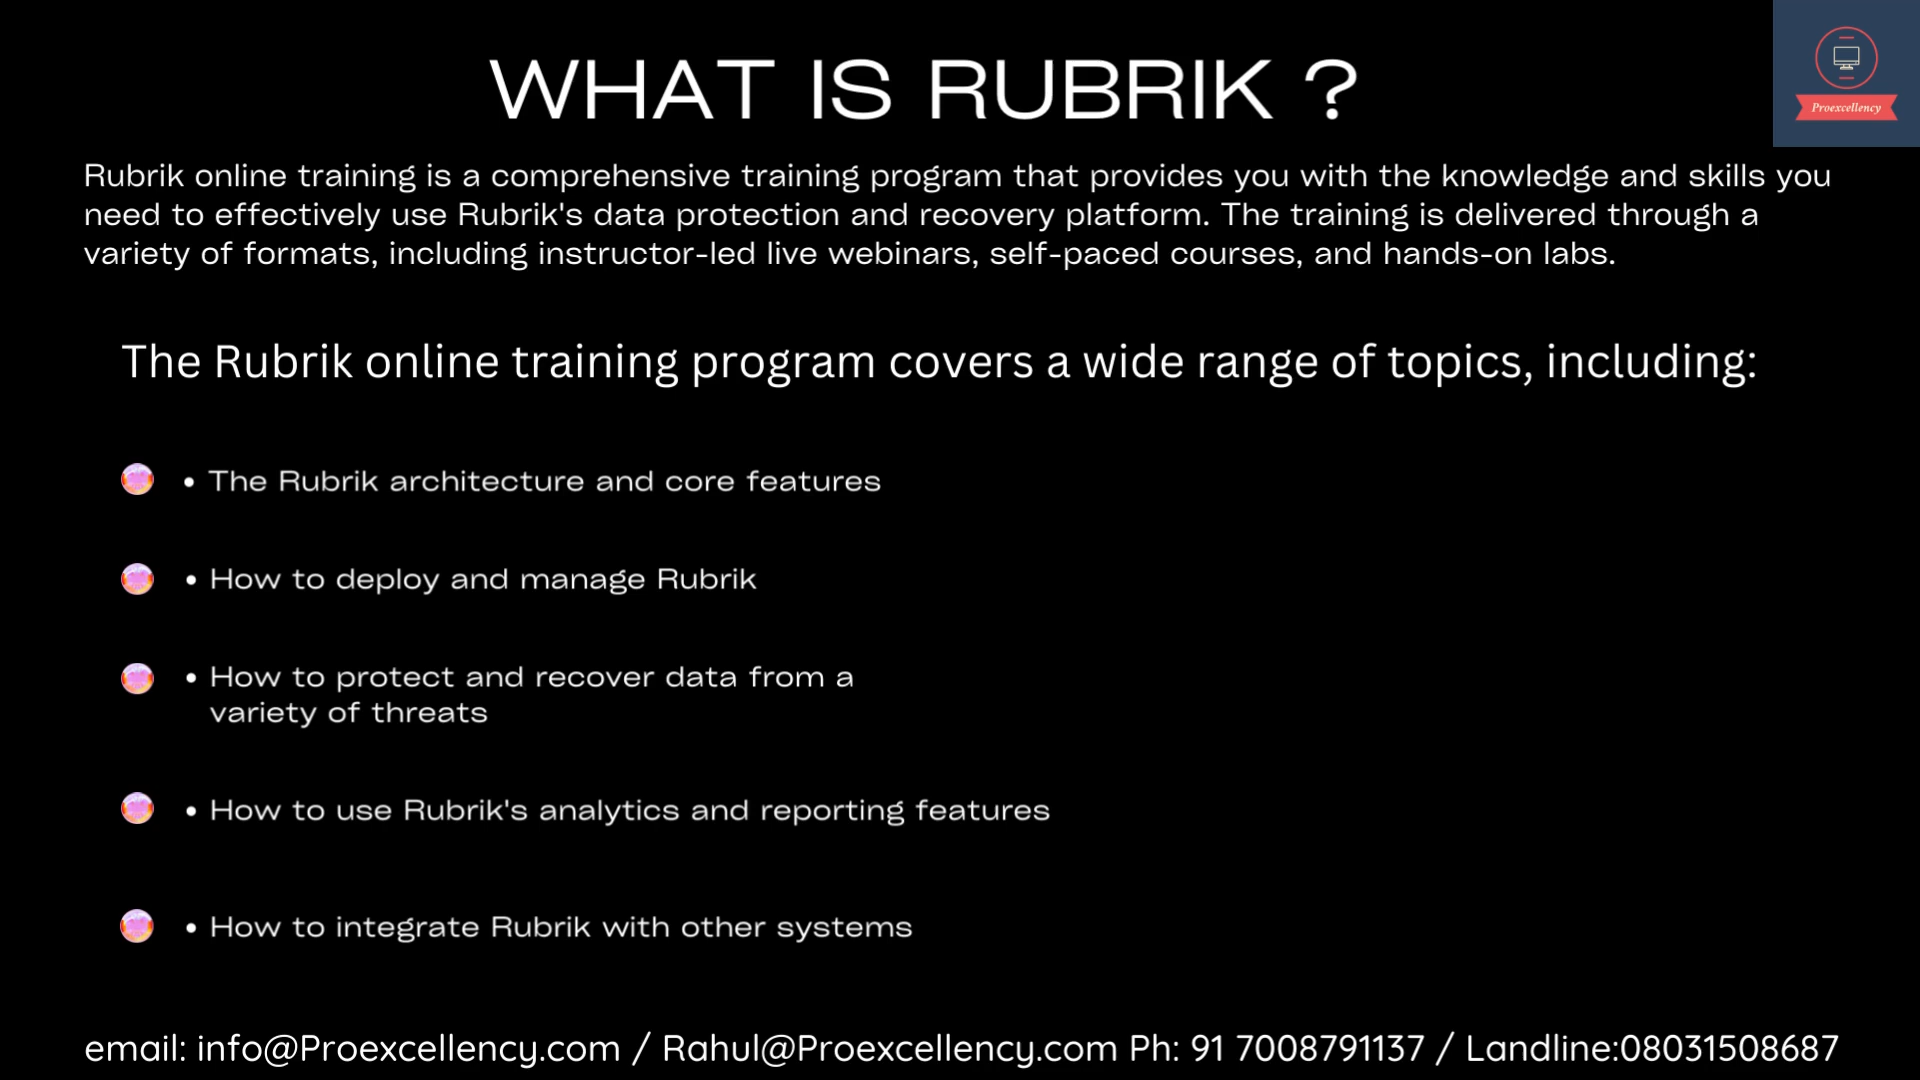 WHAT IS RUBRIK ?
Proexcellency
Rubrik online training is a comprehensive training program that provides you with the knowledge and skills you
need to effectively use Rubrik's data protection and recovery platform. The training is delivered through a
variety of formats, including instructor-led live webinars, self-paced courses, and hands-on labs.
The Rubrik online training program covers a wide range of topics, including:
• The Rubrik architecture and core features
• How to deploy and manage Rubrik
• How to protect and recover data from a
variety of threats
• How to use Rubrik's analytics and reporting features
• How to integrate Rubrik with other systems
email: info@Proexcellency.com / Rahul@Proexcellency.com Ph: 91 7008791137 / Landline:08031508687